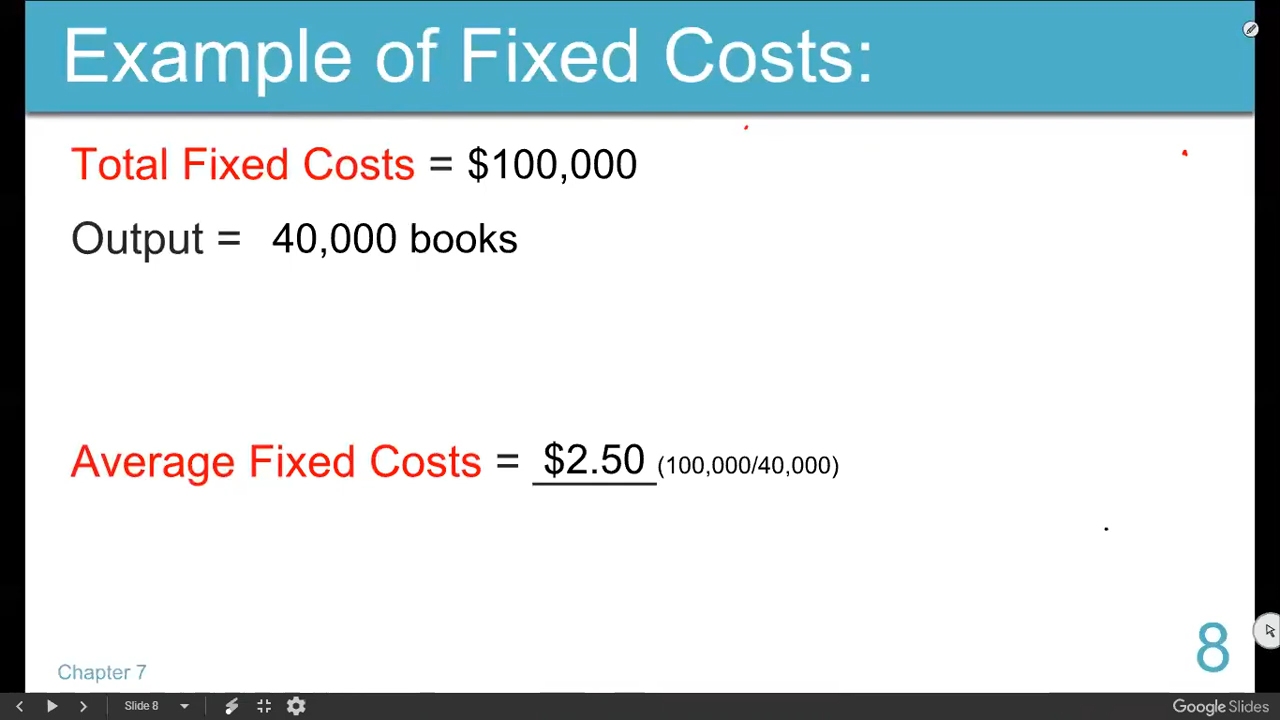 Example of Fixed Costs:
Total Fixed Costs = $100,000
Output = 40,000 books
Average Fixed Costs = $2.50 (100,000/40,000)
8
Chapter 7
Slide 8
Google Slides